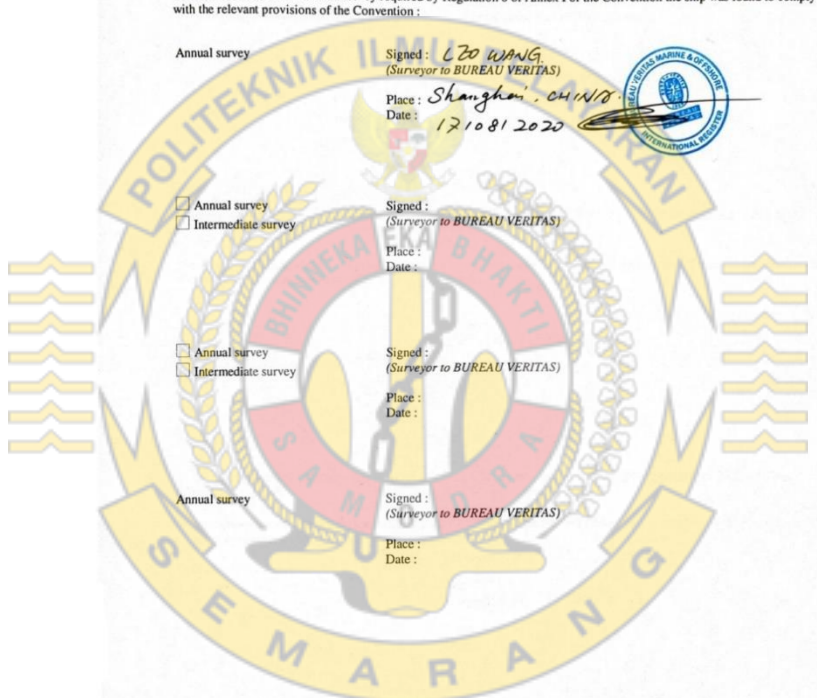 with the relevant provisions of the Convention :
Annual survey
Signed : LZO WANG
(Surveyor to BUREAU VERITAS)
Place : Shanghai . CHINA
Date : 17/08/2020
BUREAU VERITAS MARINE & OFFSHORE
INTERNATIONAL REGISTER
Annual survey
Intermediate survey
Signed :
(Surveyor to BUREAU VERITAS)
Place :
Date :
Annual survey
Intermediate survey
Signed :
(Surveyor to BUREAU VERITAS)
Place :
Date :
Annual survey
Signed :
(Surveyor to BUREAU VERITAS)
Place :
Date :
POLITEKNIK ILMU PELAYARAN
BHINNEKA EKA BHAKTI
SAMODRA
SEMARANG